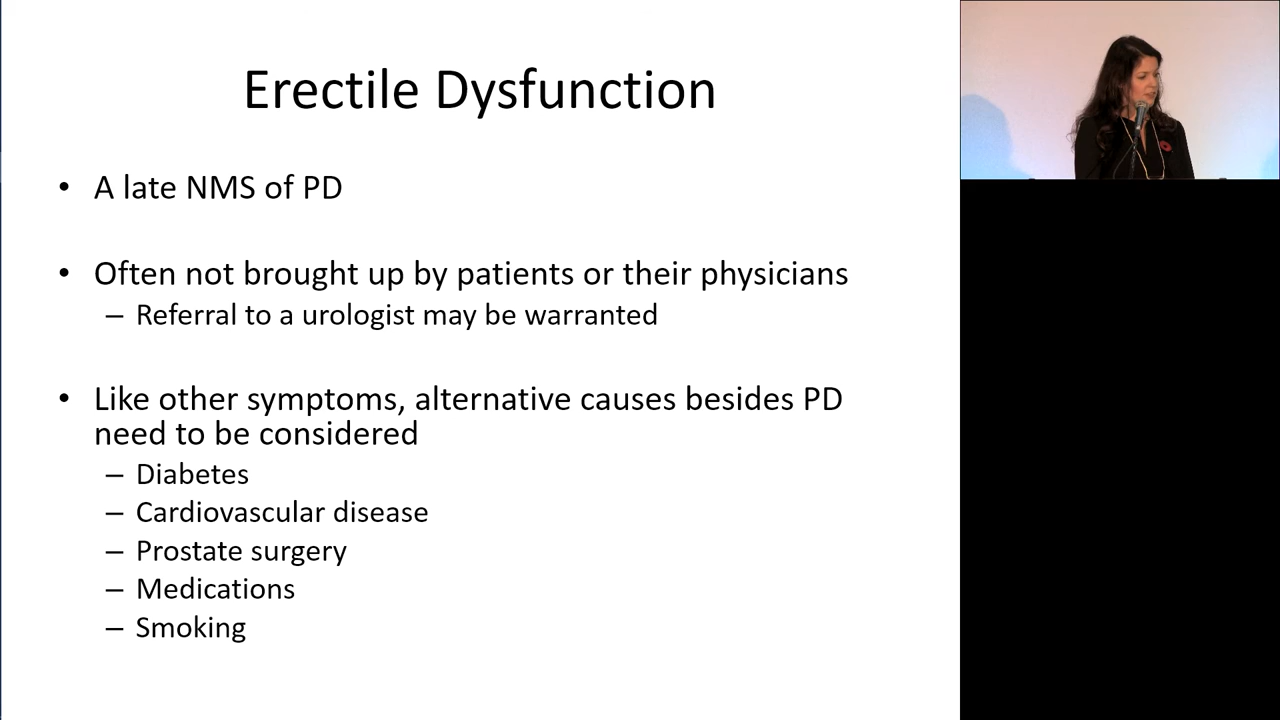 Erectile Dysfunction
• A late NMS of PD
• Often not brought up by patients or their physicians
– Referral to a urologist may be warranted
• Like other symptoms, alternative causes besides PD
need to be considered
– Diabetes
– Cardiovascular disease
– Prostate surgery
– Medications
– Smoking